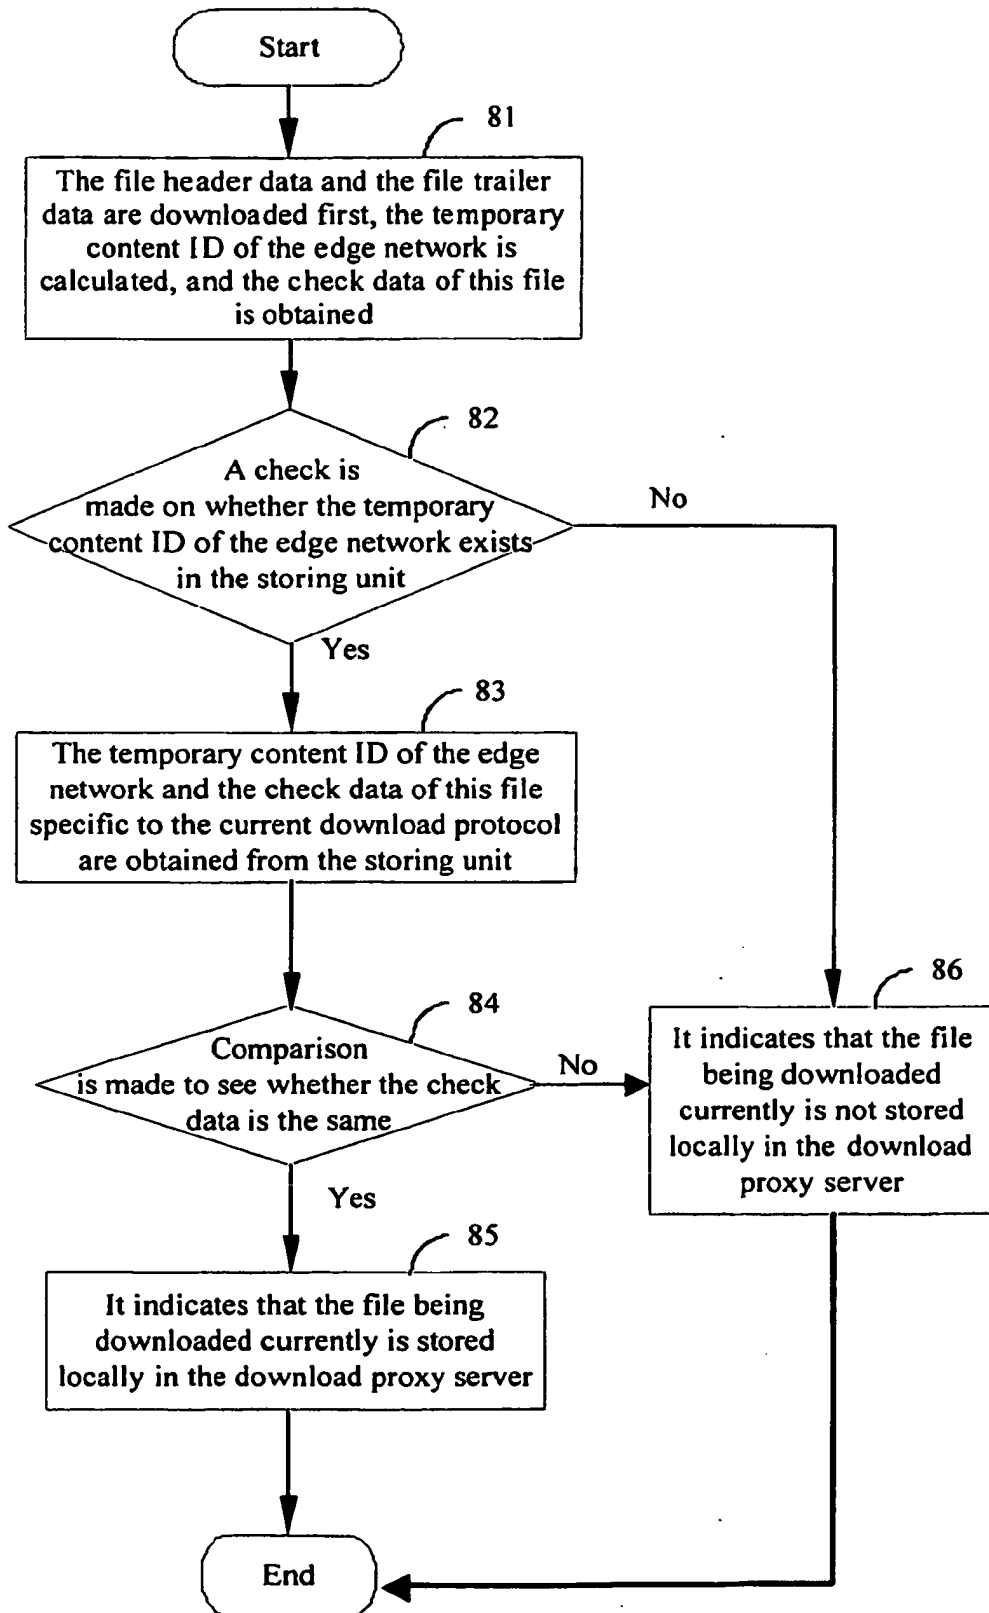 Start
81
The file header data and the file trailer
data are downloaded first, the temporary
content ID of the edge network is
calculated, and the check data of this file
is obtained
82
A check is
made on whether the temporary
content ID of the edge network exists
in the storing unit
No
Yes
83
The temporary content ID of the edge
network and the check data of this file
specific to the current download protocol
are obtained from the storing unit
84
Comparison
is made to see whether the check
data is the same
No
Yes
86
It indicates that the file
being downloaded
currently is not stored
locally in the download
proxy server
85
It indicates that the file being
downloaded currently is stored
locally in the download proxy server
End